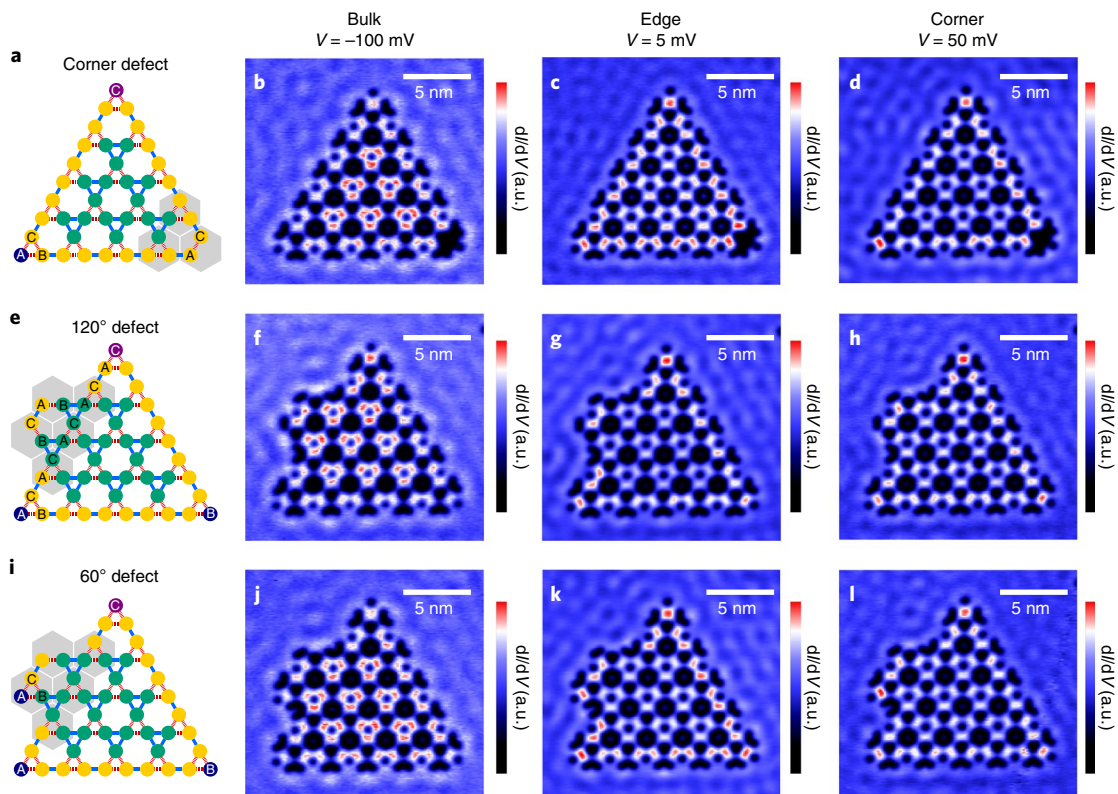 Bulk
V = –100 mV
Edge
V = 5 mV
Corner
V = 50 mV
a
Corner defect
C
C C
A B A
b
5 nm
dI/dV (a.u.)
c
5 nm
dI/dV (a.u.)
d
5 nm
dI/dV (a.u.)
e
120° defect
C
A
C
A B A
C C
B A
C
A
C
A B B
f
5 nm
dI/dV (a.u.)
g
5 nm
dI/dV (a.u.)
h
5 nm
dI/dV (a.u.)
i
60° defect
C
C
A B
A B
j
5 nm
dI/dV (a.u.)
k
5 nm
dI/dV (a.u.)
l
5 nm
dI/dV (a.u.)